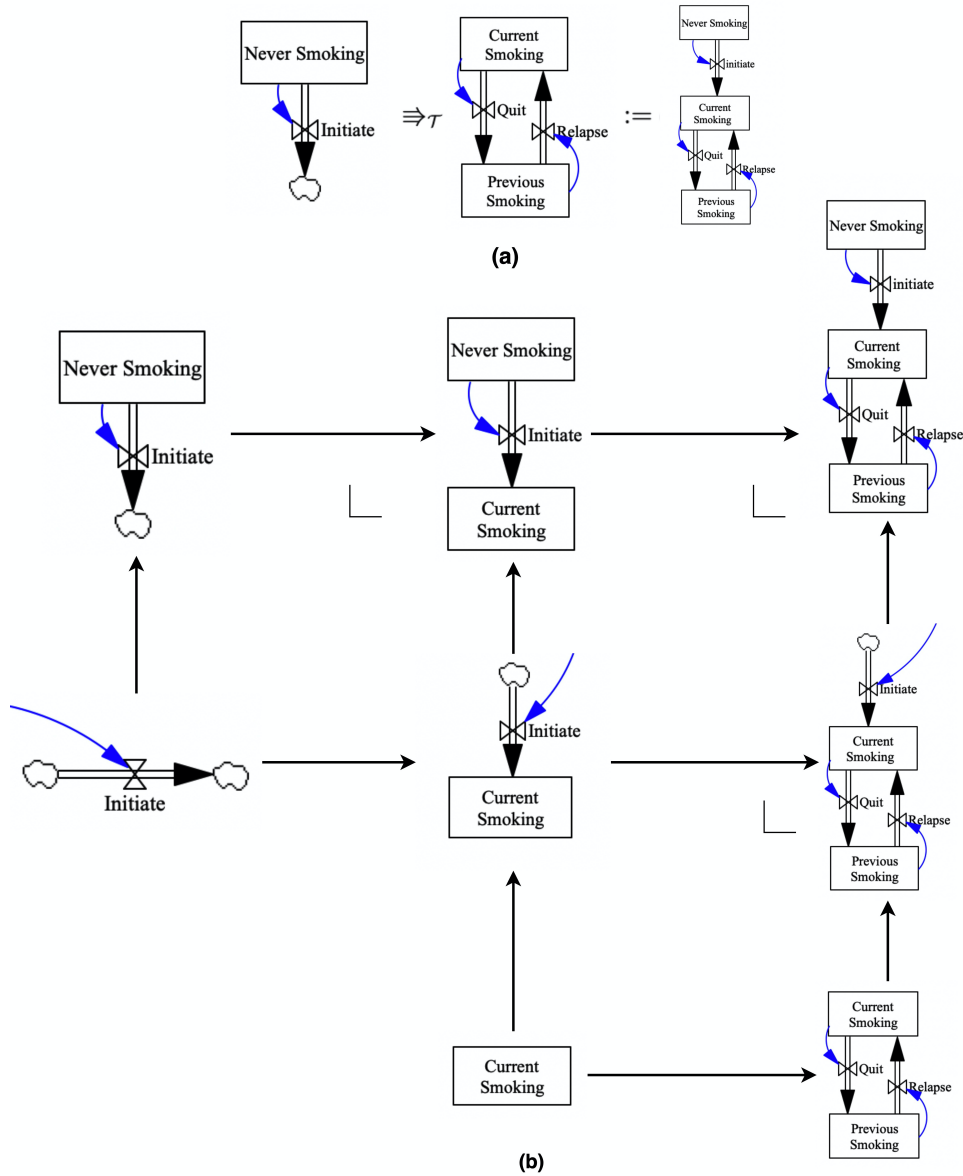 Never Smoking
Initiate
⇛𝒯
Current
Smoking
Quit
Relapse
Previous
Smoking
:=
Never Smoking
initiate
Current
Smoking
Quit
Relapse
Previous
Smoking
(a)
Never Smoking
Initiate
Never Smoking
Initiate
Current
Smoking
Never Smoking
initiate
Current
Smoking
Quit
Relapse
Previous
Smoking
Initiate
Initiate
Current
Smoking
Initiate
Current
Smoking
Quit
Relapse
Previous
Smoking
Current
Smoking
Current
Smoking
Quit
Relapse
Previous
Smoking
(b)